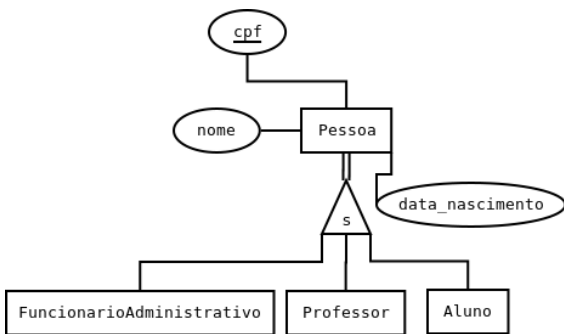 cpf
nome
Pessoa
data_nascimento
s
FuncionarioAdministrativo
Professor
Aluno